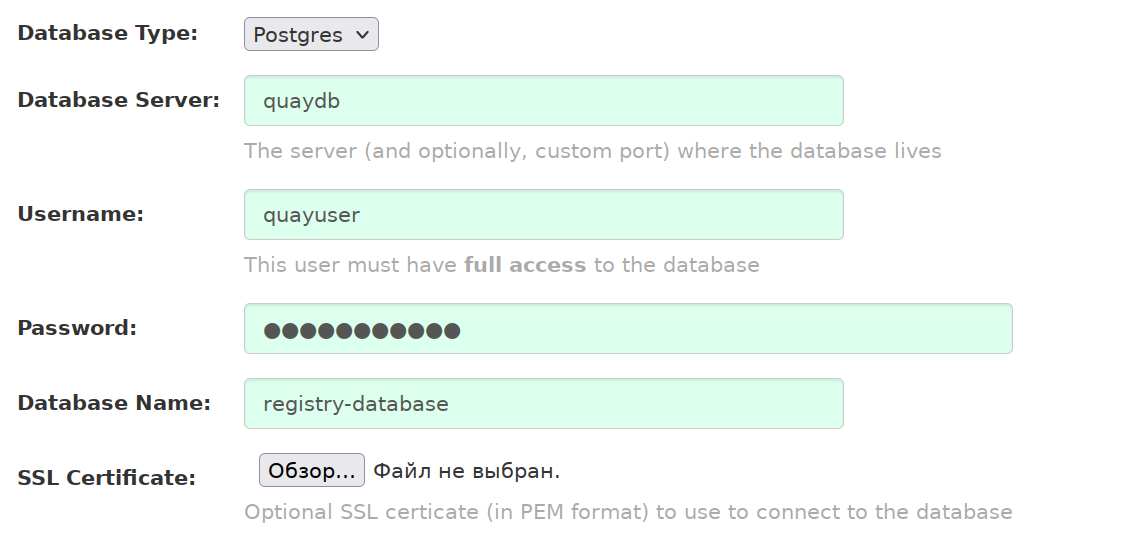 Database Type: Postgres
Database Server: quaydb
The server (and optionally, custom port) where the database lives
Username: quayuser
This user must have full access to the database
Password: ●●●●●●●●●●●
Database Name: registry-database
SSL Certificate: Обзор... Файл не выбран.
Optional SSL certicate (in PEM format) to use to connect to the database